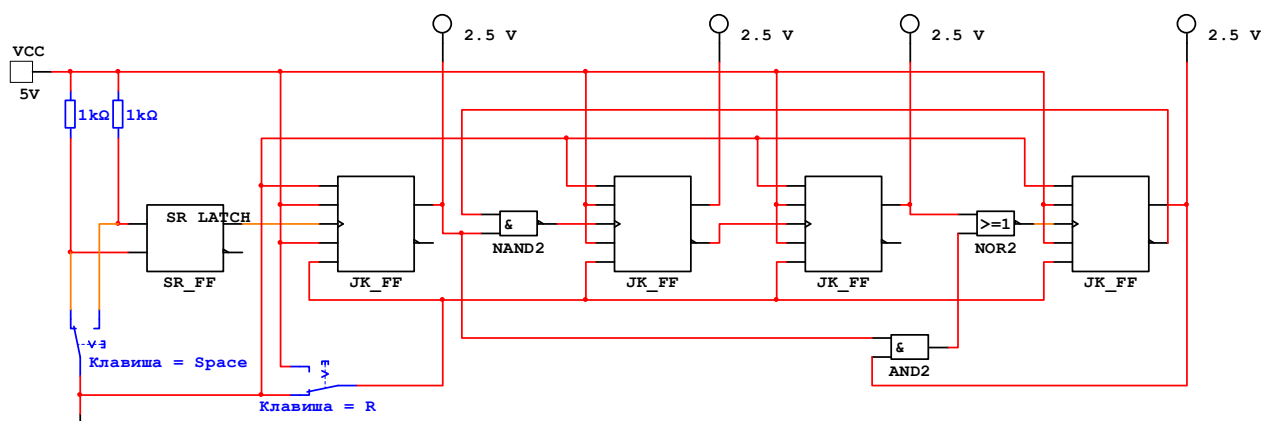 2.5 V 2.5 V 2.5 V 2.5 V
VCC
5V
1kΩ 1kΩ
SR LATCH
& 
>=1
NAND2
NOR2
SR_FF JK_FF JK_FF JK_FF JK_FF
&
AND2
Клавиша = Space
Клавиша = R